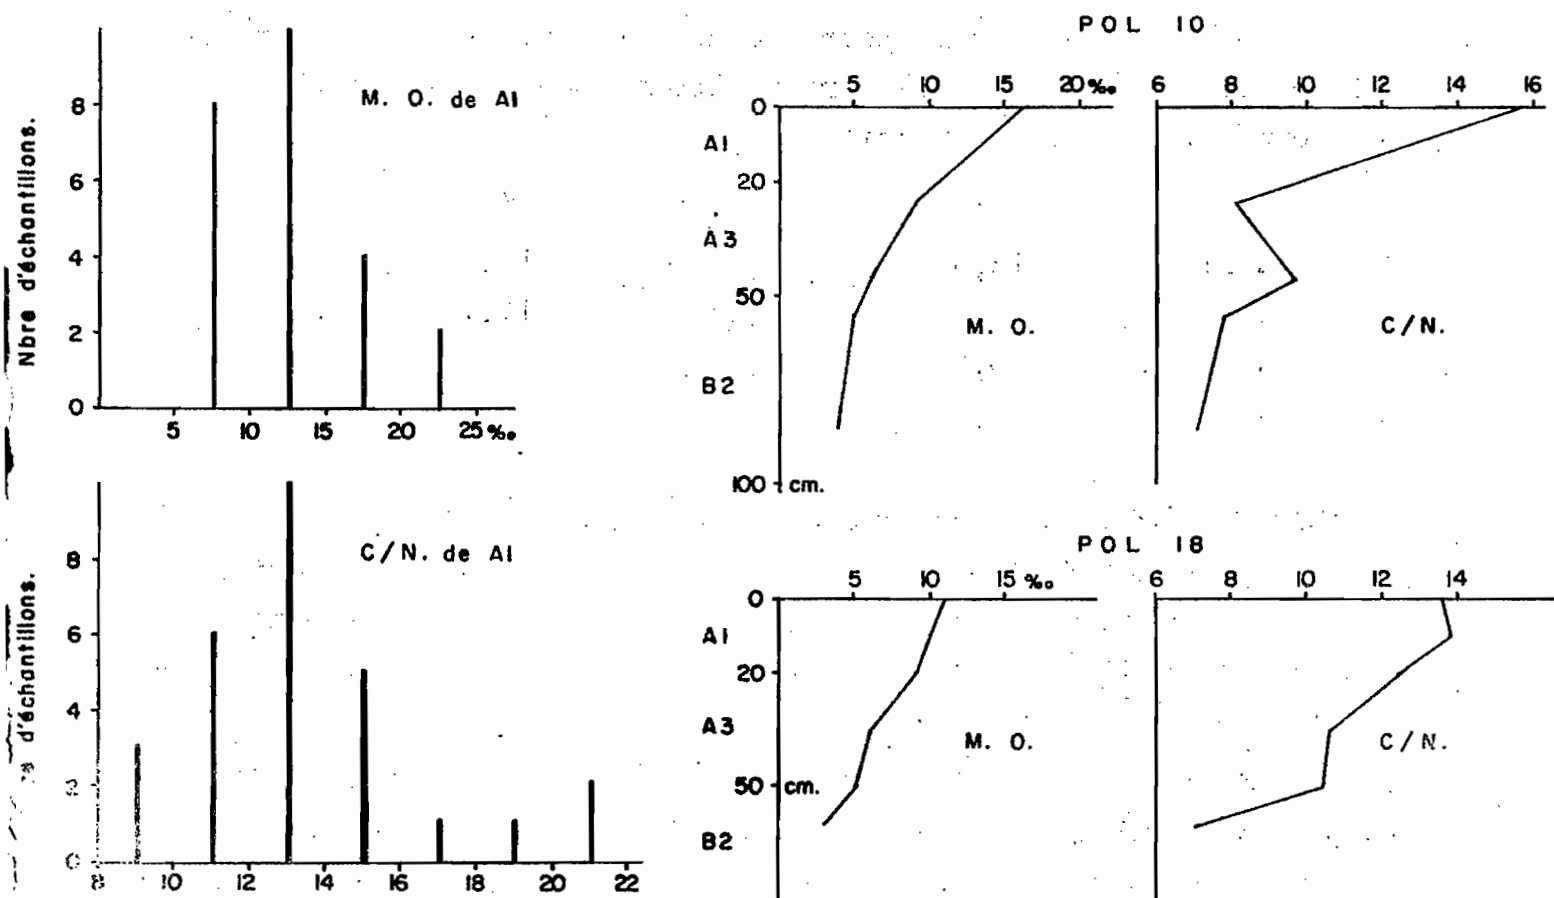 M. O. de A1
Nbre d'échantillons.
8
6
4
2
0
5 10 15 20 25 ‰
C/N. de A1
d'échantillons.
8
6
4
2
0
8 10 12 14 16 18 20 22
POL 10
5 10 15 20 ‰
0
A1
20
A3
50
B2
100 cm.
M. O.
6 8 10 12 14 16
C/N.
POL 18
5 10 15 ‰
0
A1
20
A3
50 cm.
B2
M. O.
6 8 10 12 14
C/N.